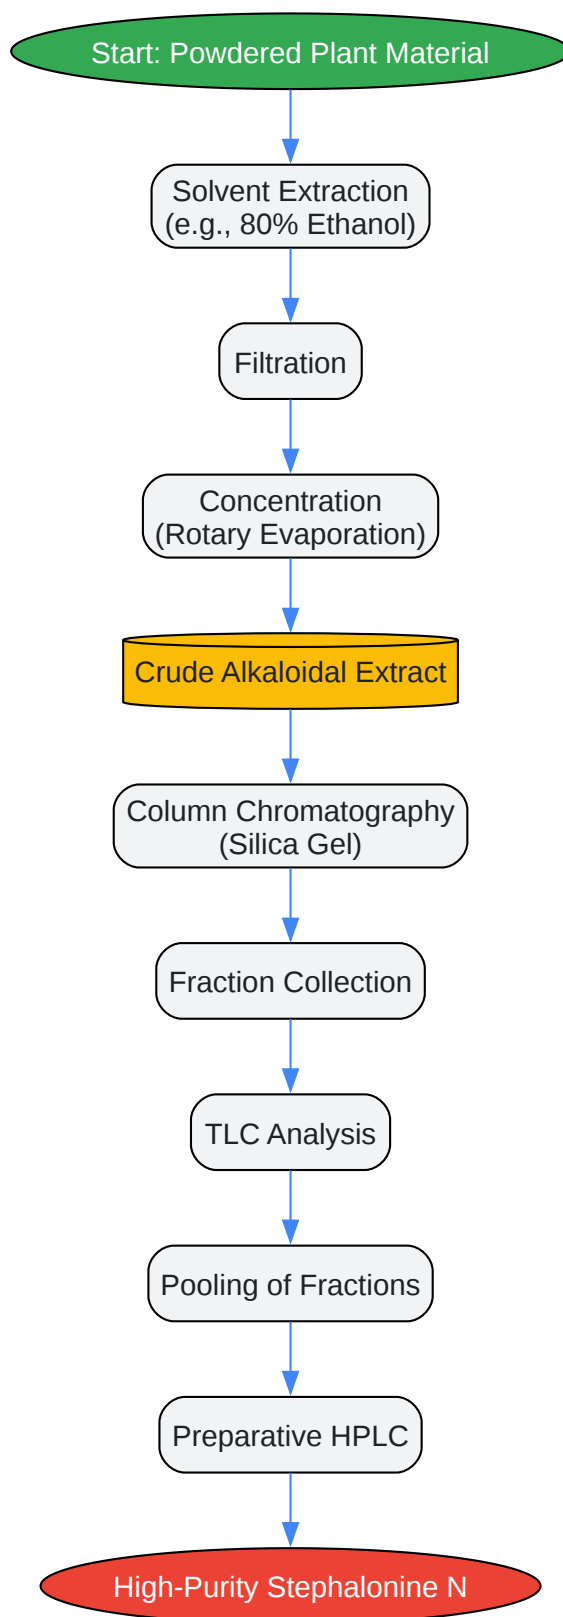 Start: Powdered Plant Material
Solvent Extraction
(e.g., 80% Ethanol)
Filtration
Concentration
(Rotary Evaporation)
Crude Alkaloidal Extract
Column Chromatography
(Silica Gel)
Fraction Collection
TLC Analysis
Pooling of Fractions
Preparative HPLC
High-Purity Stephalonine N